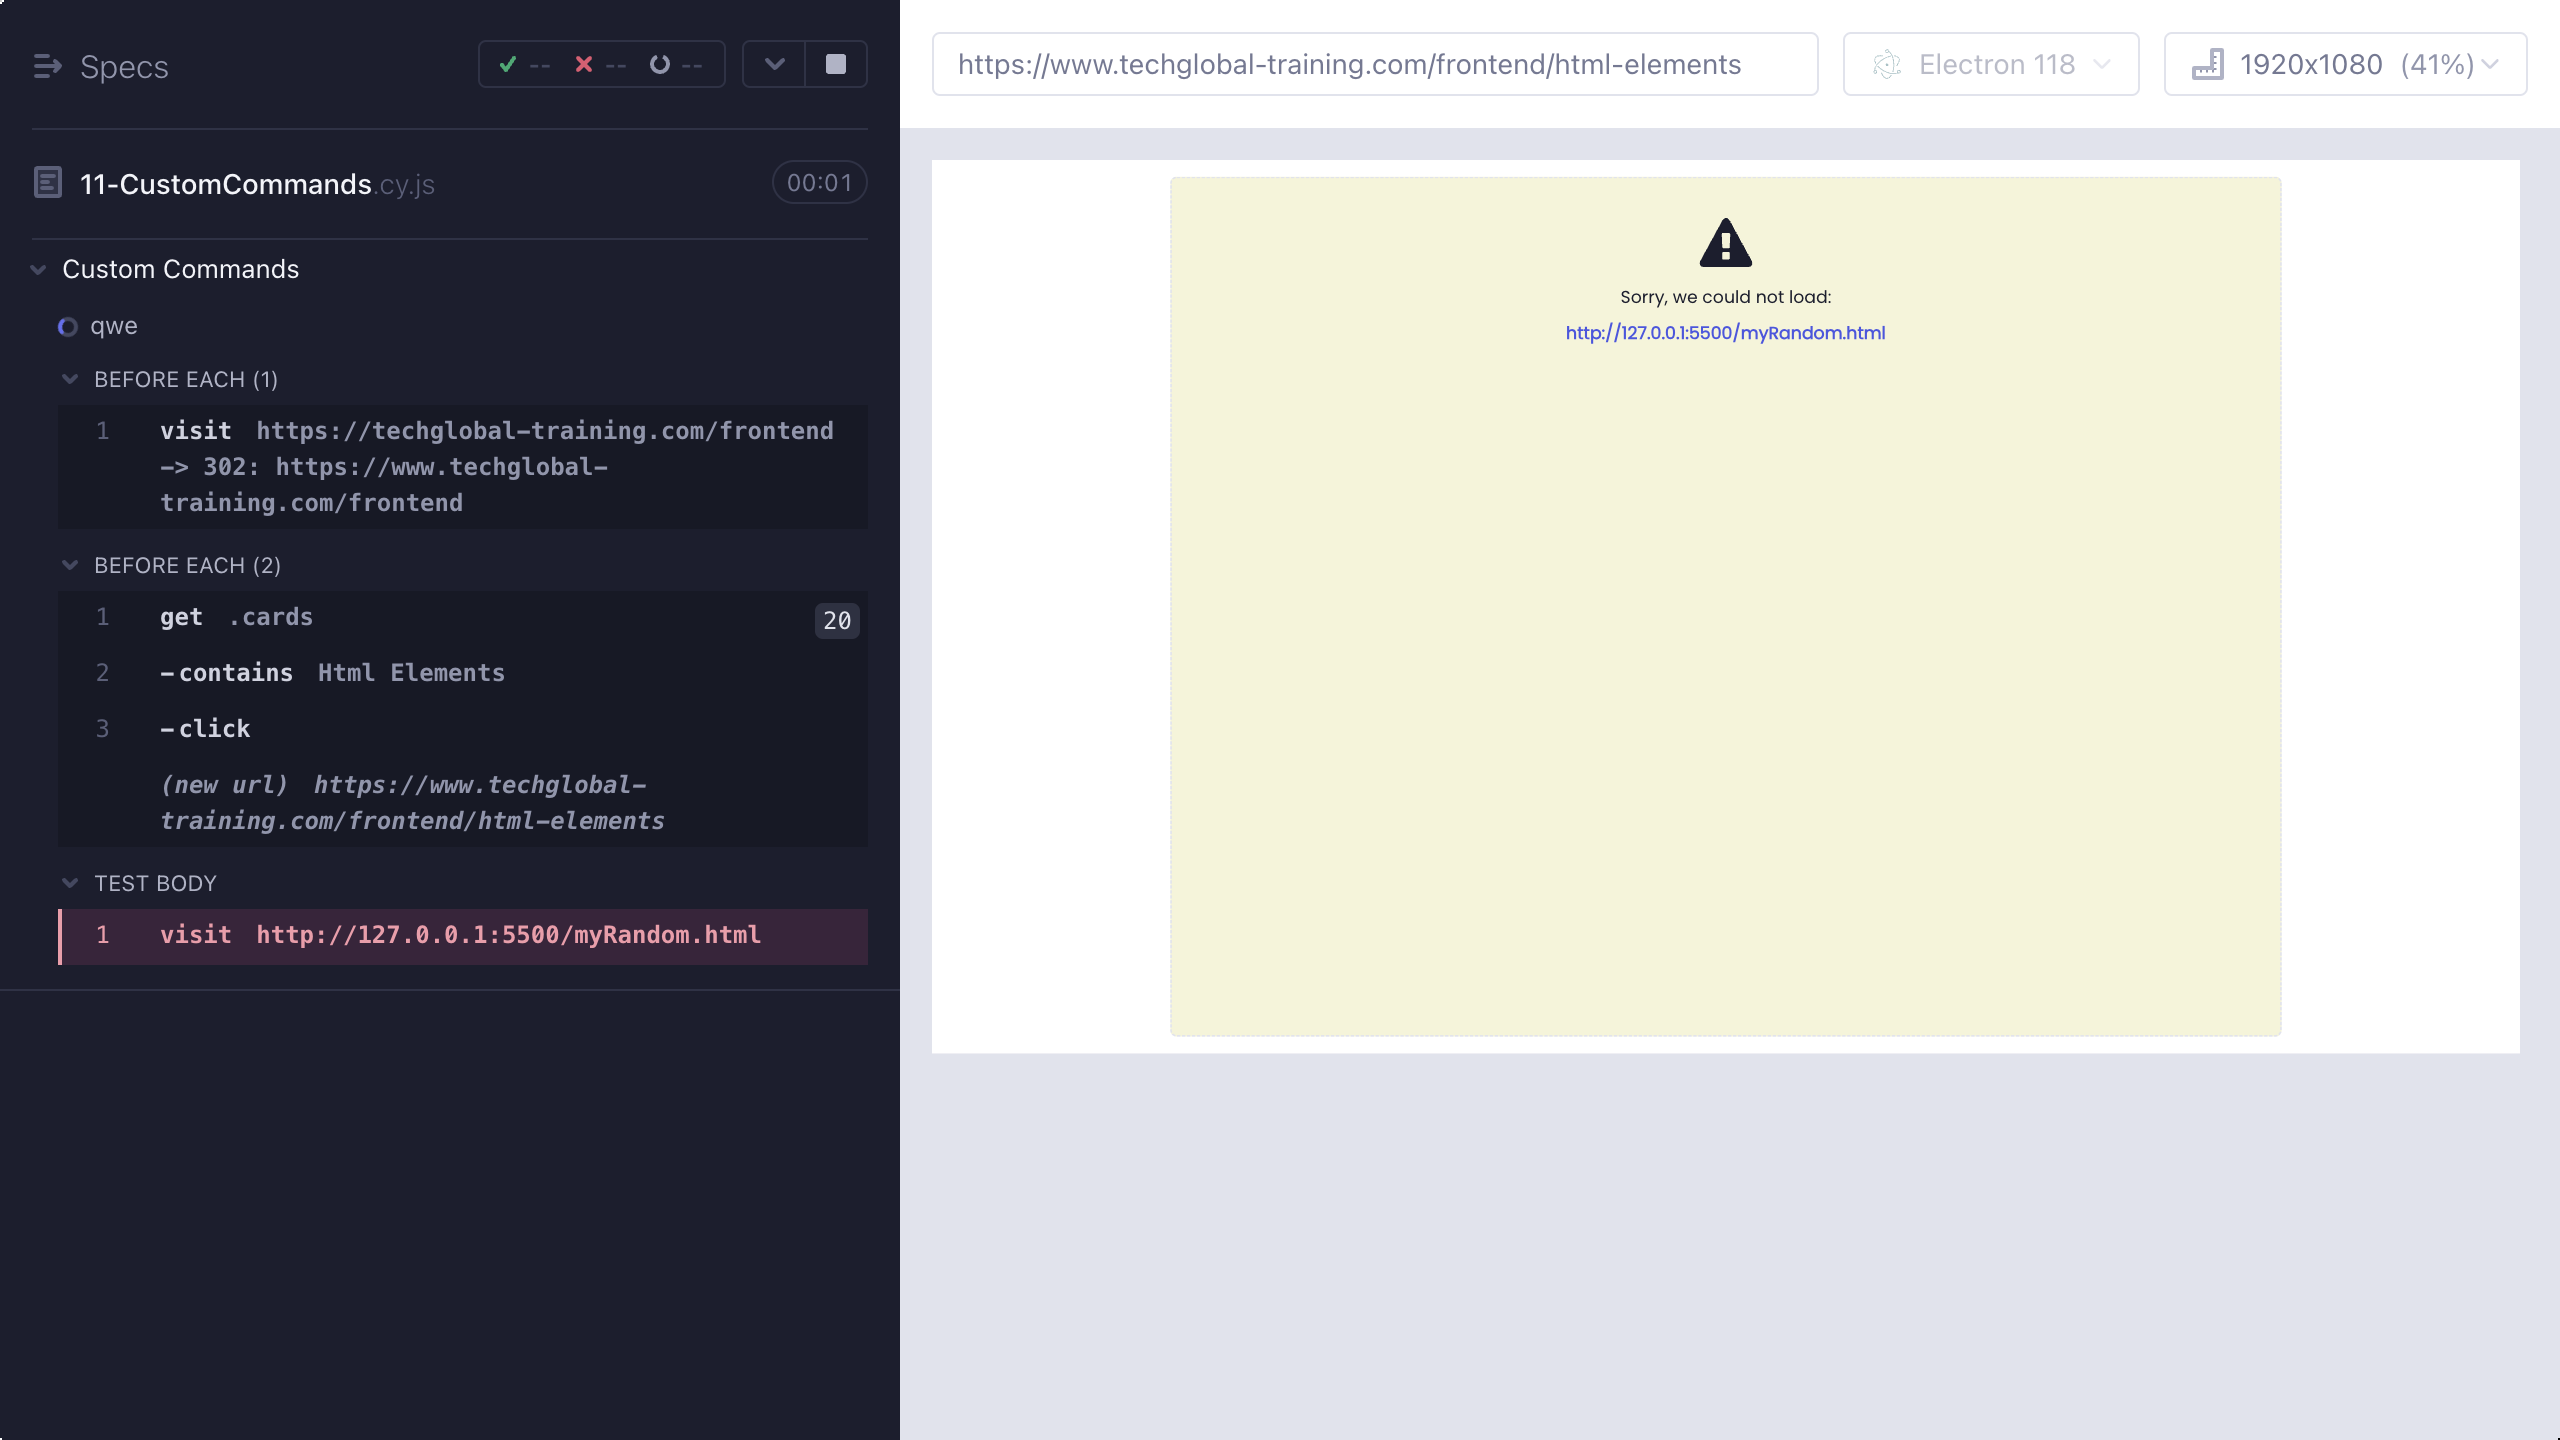 Specs
-- -- --
11-CustomCommands.cy.js
00:01
Custom Commands
qwe
BEFORE EACH (1)
1 visit https://techglobal-training.com/frontend
-> 302: https://www.techglobal-
training.com/frontend
BEFORE EACH (2)
1 get .cards 20
2 -contains Html Elements
3 -click
(new url) https://www.techglobal-
training.com/frontend/html-elements
TEST BODY
1 visit http://127.0.0.1:5500/myRandom.html
https://www.techglobal-training.com/frontend/html-elements
Electron 118
1920x1080 (41%)
Sorry, we could not load:
http://127.0.0.1:5500/myRandom.html